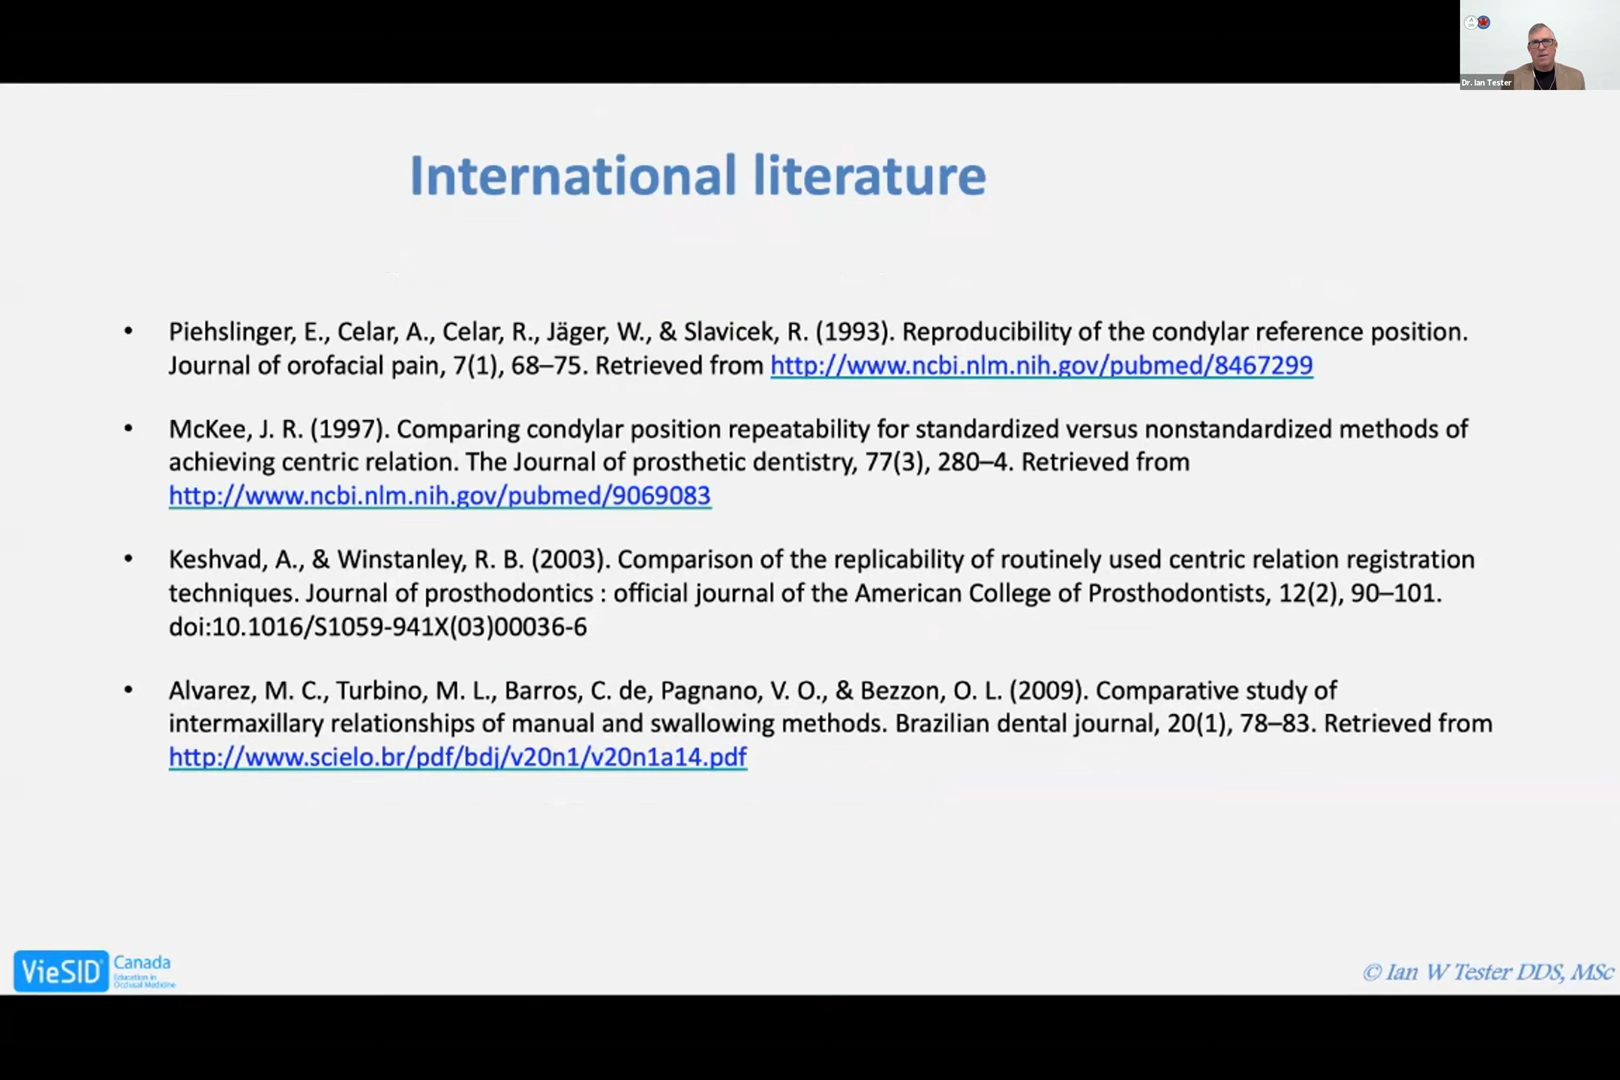 Dr. Ian Tester
International literature
• Piehslinger, E., Celar, A., Celar, R., Jäger, W., & Slavicek, R. (1993). Reproducibility of the condylar reference position.
Journal of orofacial pain, 7(1), 68–75. Retrieved from http://www.ncbi.nlm.nih.gov/pubmed/8467299
• McKee, J. R. (1997). Comparing condylar position repeatability for standardized versus nonstandardized methods of
achieving centric relation. The Journal of prosthetic dentistry, 77(3), 280–4. Retrieved from
http://www.ncbi.nlm.nih.gov/pubmed/9069083
• Keshvad, A., & Winstanley, R. B. (2003). Comparison of the replicability of routinely used centric relation registration
techniques. Journal of prosthodontics : official journal of the American College of Prosthodontists, 12(2), 90–101.
doi:10.1016/S1059-941X(03)00036-6
• Alvarez, M. C., Turbino, M. L., Barros, C. de, Pagnano, V. O., & Bezzon, O. L. (2009). Comparative study of
intermaxillary relationships of manual and swallowing methods. Brazilian dental journal, 20(1), 78–83. Retrieved from
http://www.scielo.br/pdf/bdj/v20n1/v20n1a14.pdf
VieSID® Canada
Education in
Occlusal Medicine
© Ian W Tester DDS, MSc